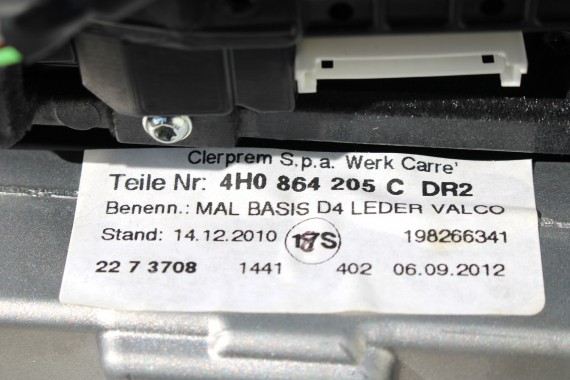 Clerprem S.p.a. Werk Carre'
Teile Nr: 4H0 864 205 C DR2
Benenn.: MAL BASIS D4 LEDER VALCO
Stand: 14.12.2010 17S 198266341
22 7 3708 1441 402 06.09.2012